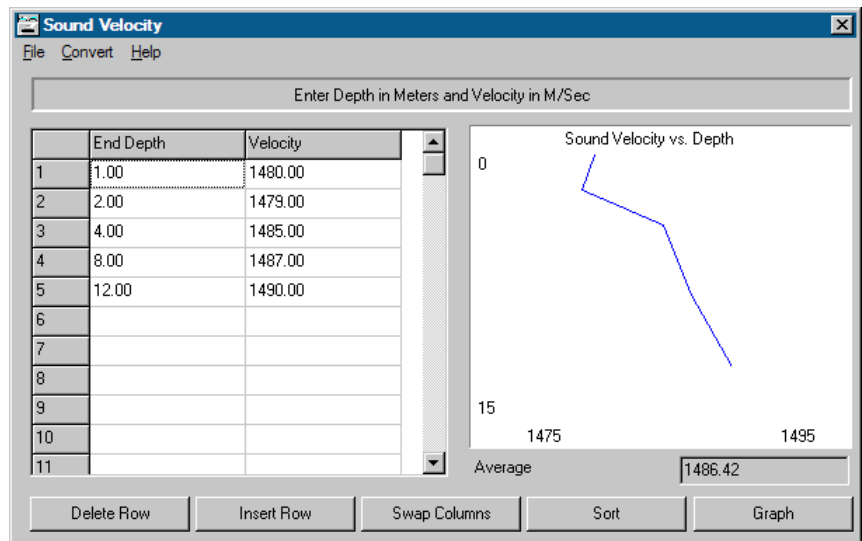 Sound Velocity
File Convert Help
Enter Depth in Meters and Velocity in M/Sec
End Depth Velocity
1 1.00 1480.00
2 2.00 1479.00
3 4.00 1485.00
4 8.00 1487.00
5 12.00 1490.00
6
7
8
9
10
11
Sound Velocity vs. Depth
0
15
1475 1495
Average 1486.42
Delete Row Insert Row Swap Columns Sort Graph